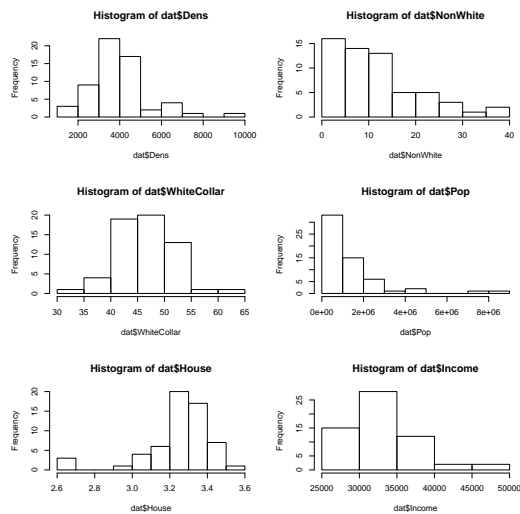 Histogram of dat$Dens
Frequency
0 5 10 20
2000 4000 6000 8000 10000
dat$Dens
Histogram of dat$NonWhite
Frequency
0 5 10 15
0 10 20 30 40
dat$NonWhite
Histogram of dat$WhiteCollar
Frequency
0 5 10 20
30 35 40 45 50 55 60 65
dat$WhiteCollar
Histogram of dat$Pop
Frequency
0 5 15 25
0e+00 2e+06 4e+06 6e+06 8e+06
dat$Pop
Histogram of dat$House
Frequency
0 5 10 20
2.6 2.8 3.0 3.2 3.4 3.6
dat$House
Histogram of dat$Income
Frequency
0 5 15 25
25000 30000 35000 40000 45000 50000
dat$Income